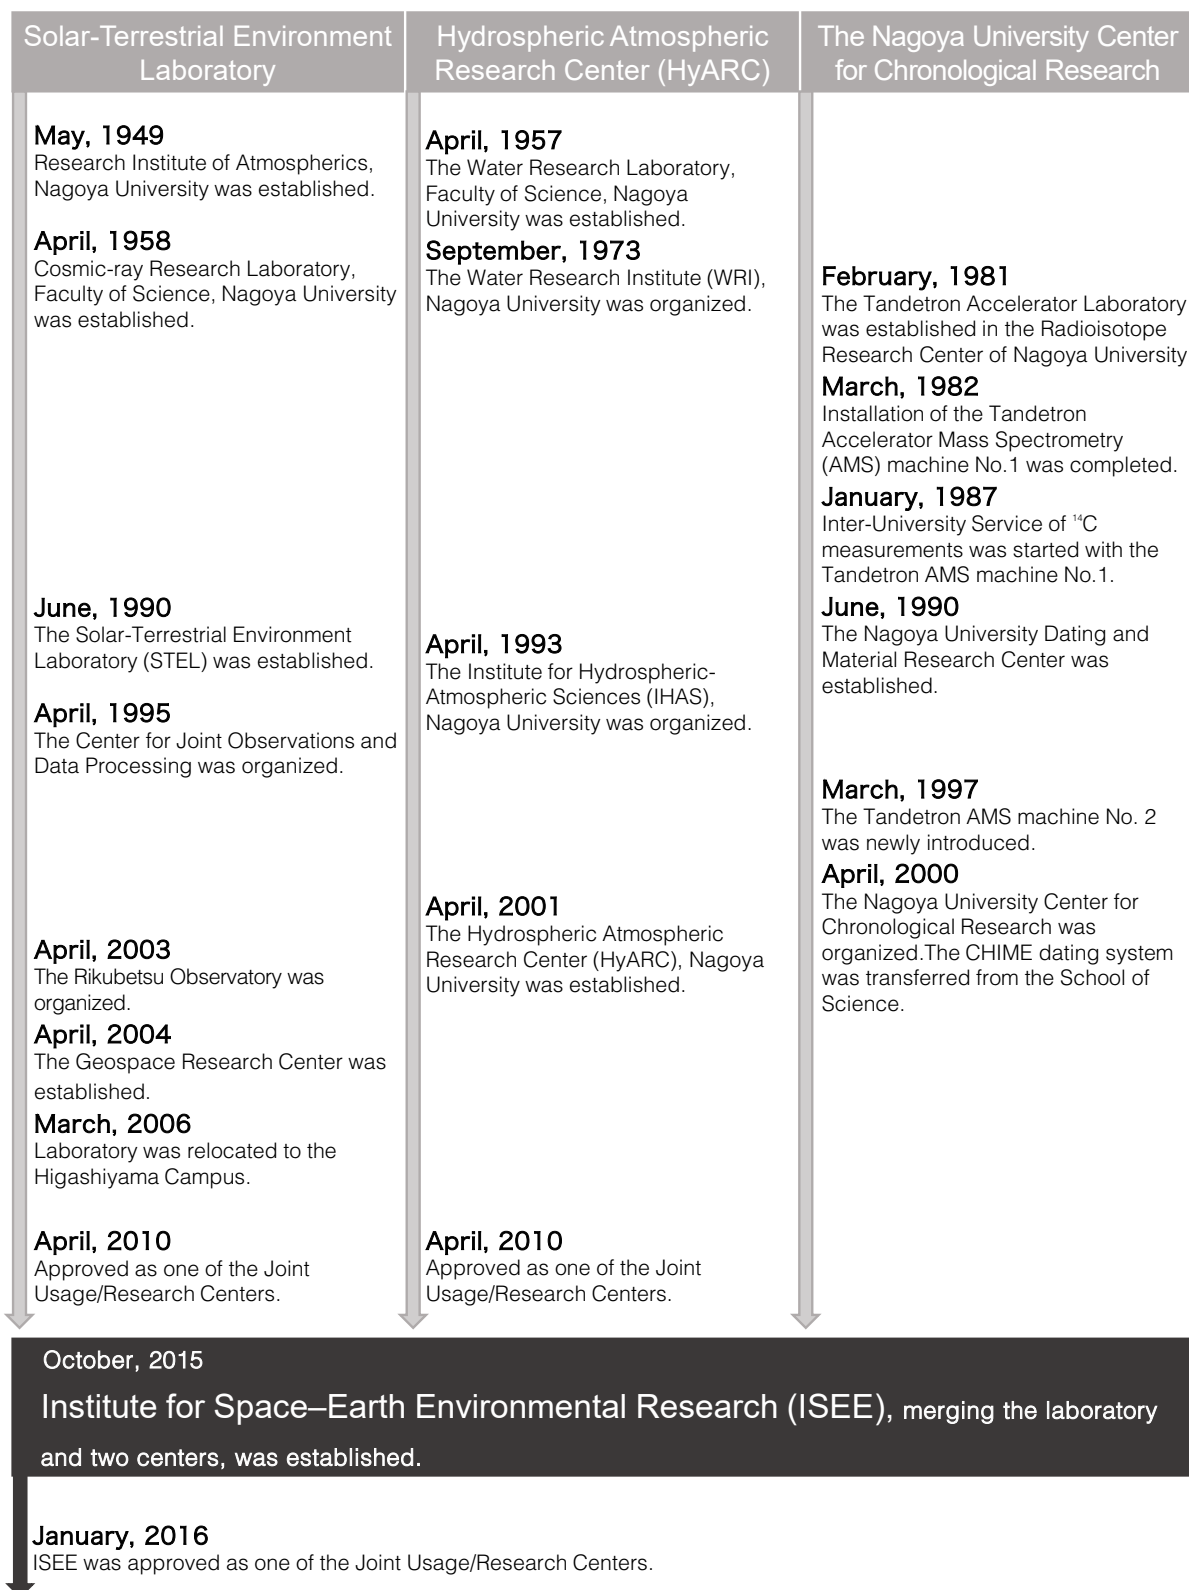 Solar-Terrestrial Environment
Laboratory
May, 1949
Research Institute of Atmospherics,
Nagoya University was established.
April, 1958
Cosmic-ray Research Laboratory,
Faculty of Science, Nagoya University
was established.
June, 1990
The Solar-Terrestrial Environment
Laboratory (STEL) was established.
April, 1995
The Center for Joint Observations and
Data Processing was organized.
April, 2003
The Rikubetsu Observatory was
organized.
April, 2004
The Geospace Research Center was
established.
March, 2006
Laboratory was relocated to the
Higashiyama Campus.
April, 2010
Approved as one of the Joint
Usage/Research Centers.
Hydrospheric Atmospheric
Research Center (HyARC)
April, 1957
The Water Research Laboratory,
Faculty of Science, Nagoya
University was established.
September, 1973
The Water Research Institute (WRI),
Nagoya University was organized.
April, 1993
The Institute for Hydrospheric-
Atmospheric Sciences (IHAS),
Nagoya University was organized.
April, 2001
The Hydrospheric Atmospheric
Research Center (HyARC), Nagoya
University was established.
April, 2010
Approved as one of the Joint
Usage/Research Centers.
The Nagoya University Center
for Chronological Research
February, 1981
The Tandetron Accelerator Laboratory
was established in the Radioisotope
Research Center of Nagoya University
March, 1982
Installation of the Tandetron
Accelerator Mass Spectrometry
(AMS) machine No.1 was completed.
January, 1987
Inter-University Service of ¹⁴C
measurements was started with the
Tandetron AMS machine No.1.
June, 1990
The Nagoya University Dating and
Material Research Center was
established.
March, 1997
The Tandetron AMS machine No. 2
was newly introduced.
April, 2000
The Nagoya University Center for
Chronological Research was
organized.The CHIME dating system
was transferred from the School of
Science.
October, 2015
Institute for Space–Earth Environmental Research (ISEE), merging the laboratory
and two centers, was established.
January, 2016
ISEE was approved as one of the Joint Usage/Research Centers.